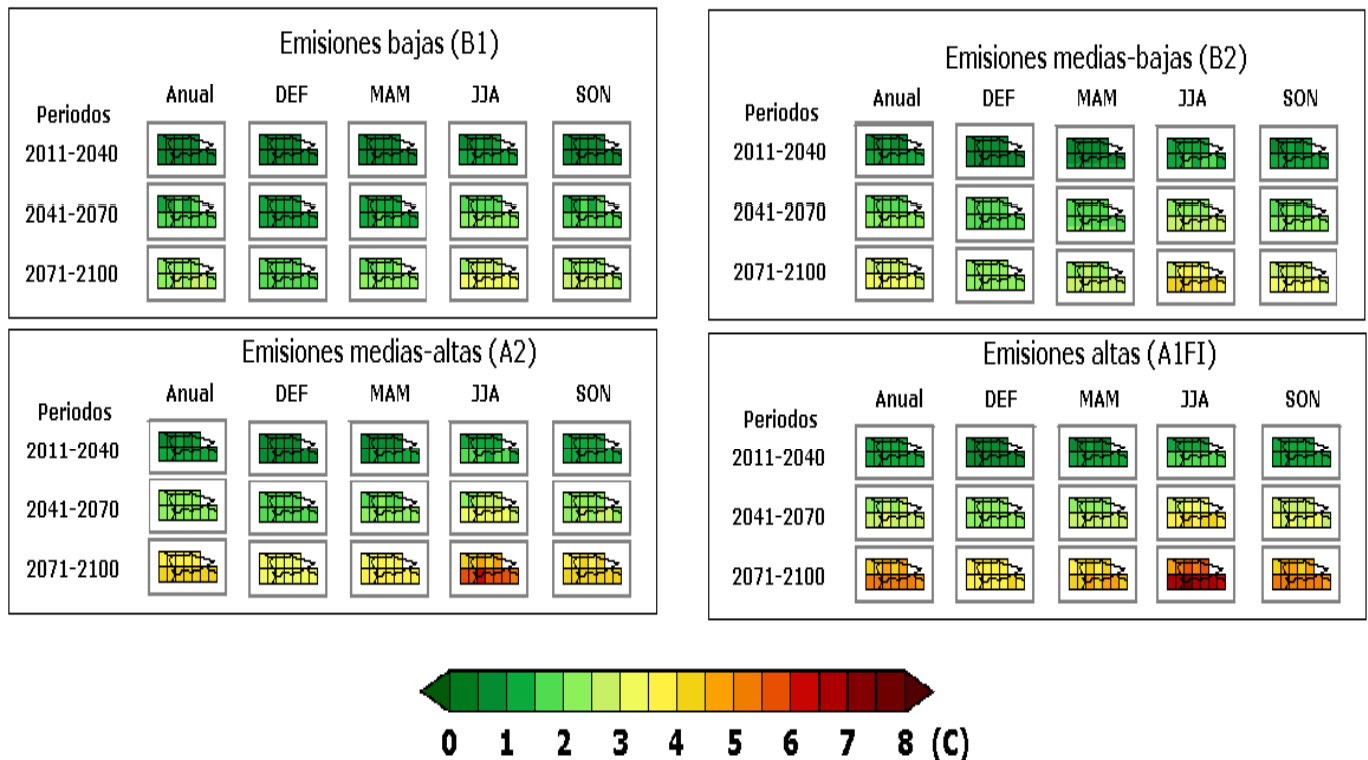 Emisiones bajas (B1)
Anual DEF MAM JJA SON
Periodos
2011-2040
2041-2070
2071-2100
Emisiones medias-bajas (B2)
Anual DEF MAM JJA SON
Periodos
2011-2040
2041-2070
2071-2100
Emisiones medias-altas (A2)
Anual DEF MAM JJA SON
Periodos
2011-2040
2041-2070
2071-2100
Emisiones altas (A1FI)
Anual DEF MAM JJA SON
Periodos
2011-2040
2041-2070
2071-2100
0 1 2 3 4 5 6 7 8 (C)